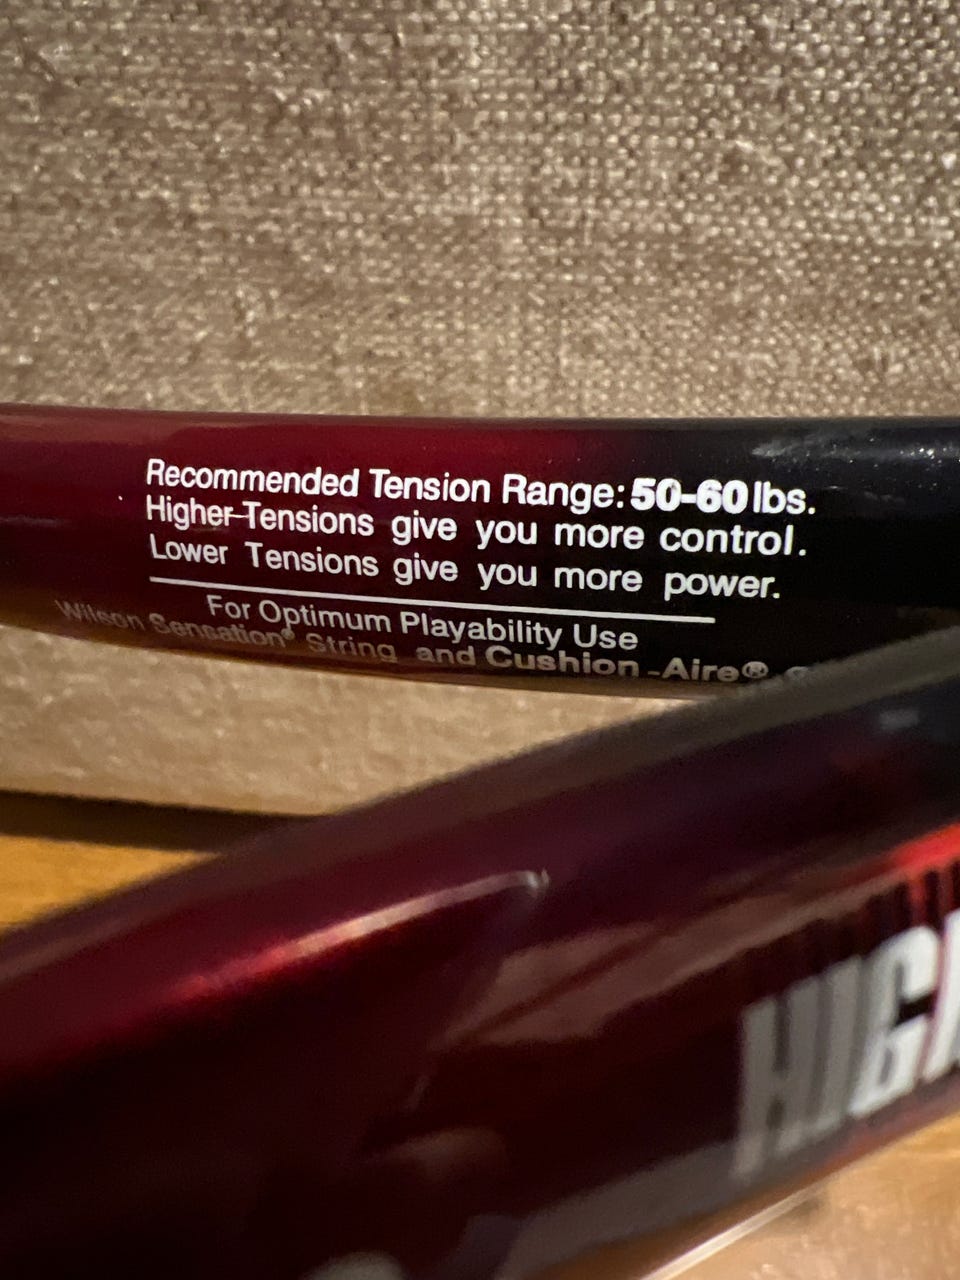 Recommended Tension Range: 50-60 lbs.
Higher Tensions give you more control.
Lower Tensions give you more power.
For Optimum Playability Use
Wilson Sensation® String and Cushion-Aire®
HIGH